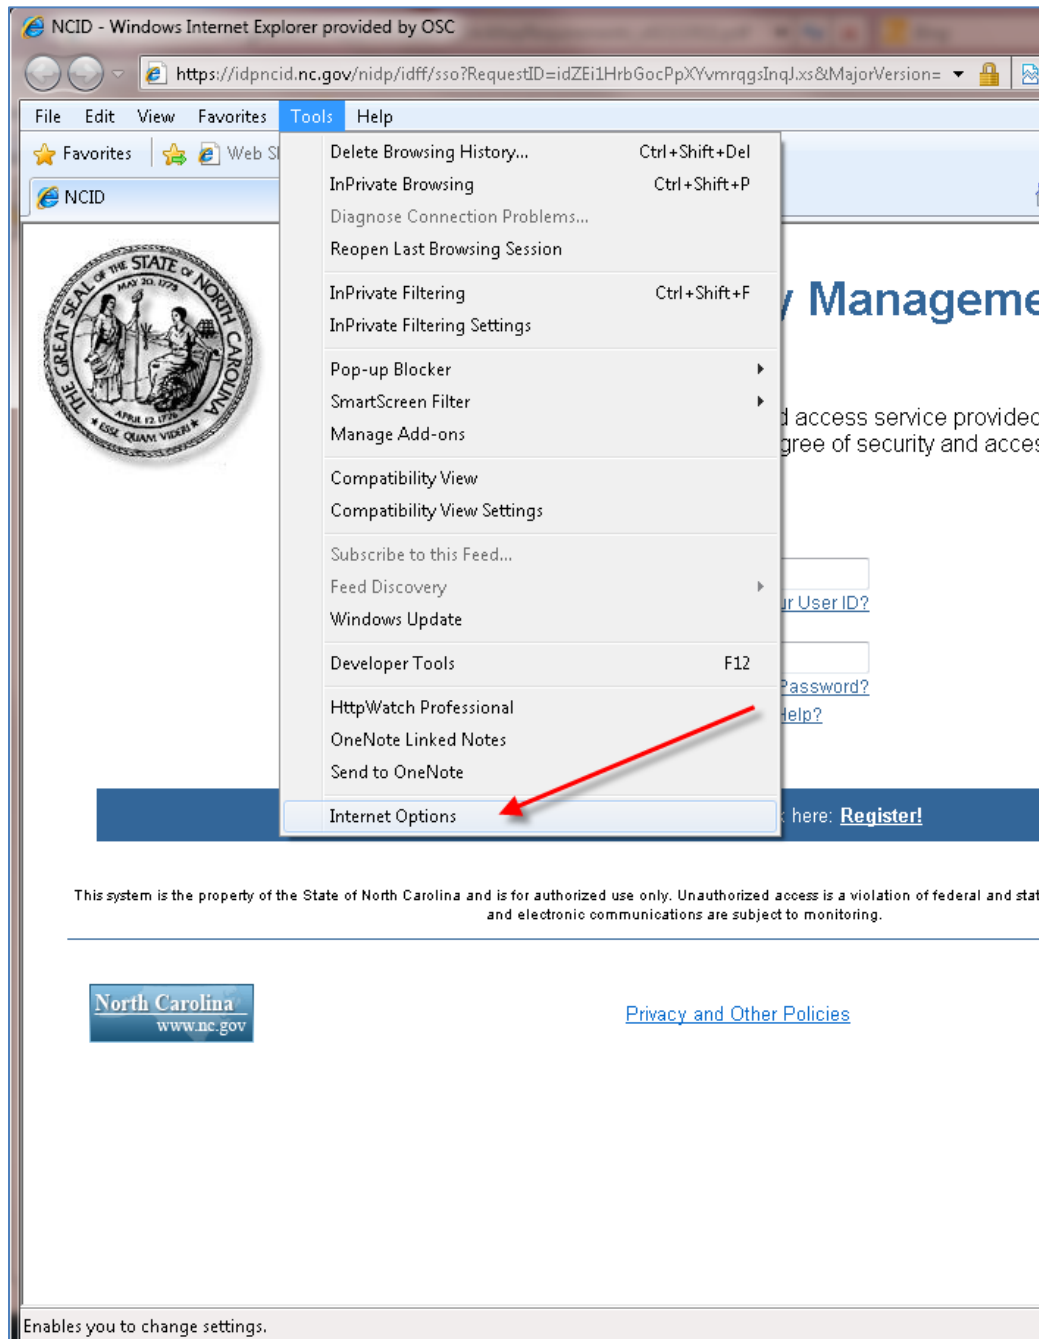 NCID - Windows Internet Explorer provided by OSC
https://idpncid.nc.gov/nidp/idff/sso?RequestID=idZEi1HrbGocPpXYvmrqgsInqJ.xs&MajorVersion=
File Edit View Favorites Tools Help
Favorites Web
NCID
Delete Browsing History... Ctrl+Shift+Del
InPrivate Browsing Ctrl+Shift+P
Diagnose Connection Problems...
Reopen Last Browsing Session
InPrivate Filtering Ctrl+Shift+F
InPrivate Filtering Settings
Pop-up Blocker
SmartScreen Filter
Manage Add-ons
Compatibility View
Compatibility View Settings
Subscribe to this Feed...
Feed Discovery
Windows Update
Developer Tools F12
HttpWatch Professional
OneNote Linked Notes
Send to OneNote
Internet Options
THE GREAT SEAL OF THE STATE OF NORTH CAROLINA
MAY 20, 1775
APRIL 12, 1776
ESSE QUAM VIDERI
y Manageme
d access service provided
gree of security and acces
ur User ID?
Password?
Help?
here: Register!
This system is the property of the State of North Carolina and is for authorized use only. Unauthorized access is a violation of federal and stat
and electronic communications are subject to monitoring.
North Carolina
www.nc.gov
Privacy and Other Policies
Enables you to change settings.